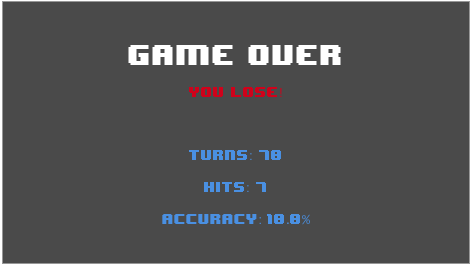 GAME OVER
YOU LOSE!
TURNS: 70
HITS: 7
ACCURACY: 10.0%